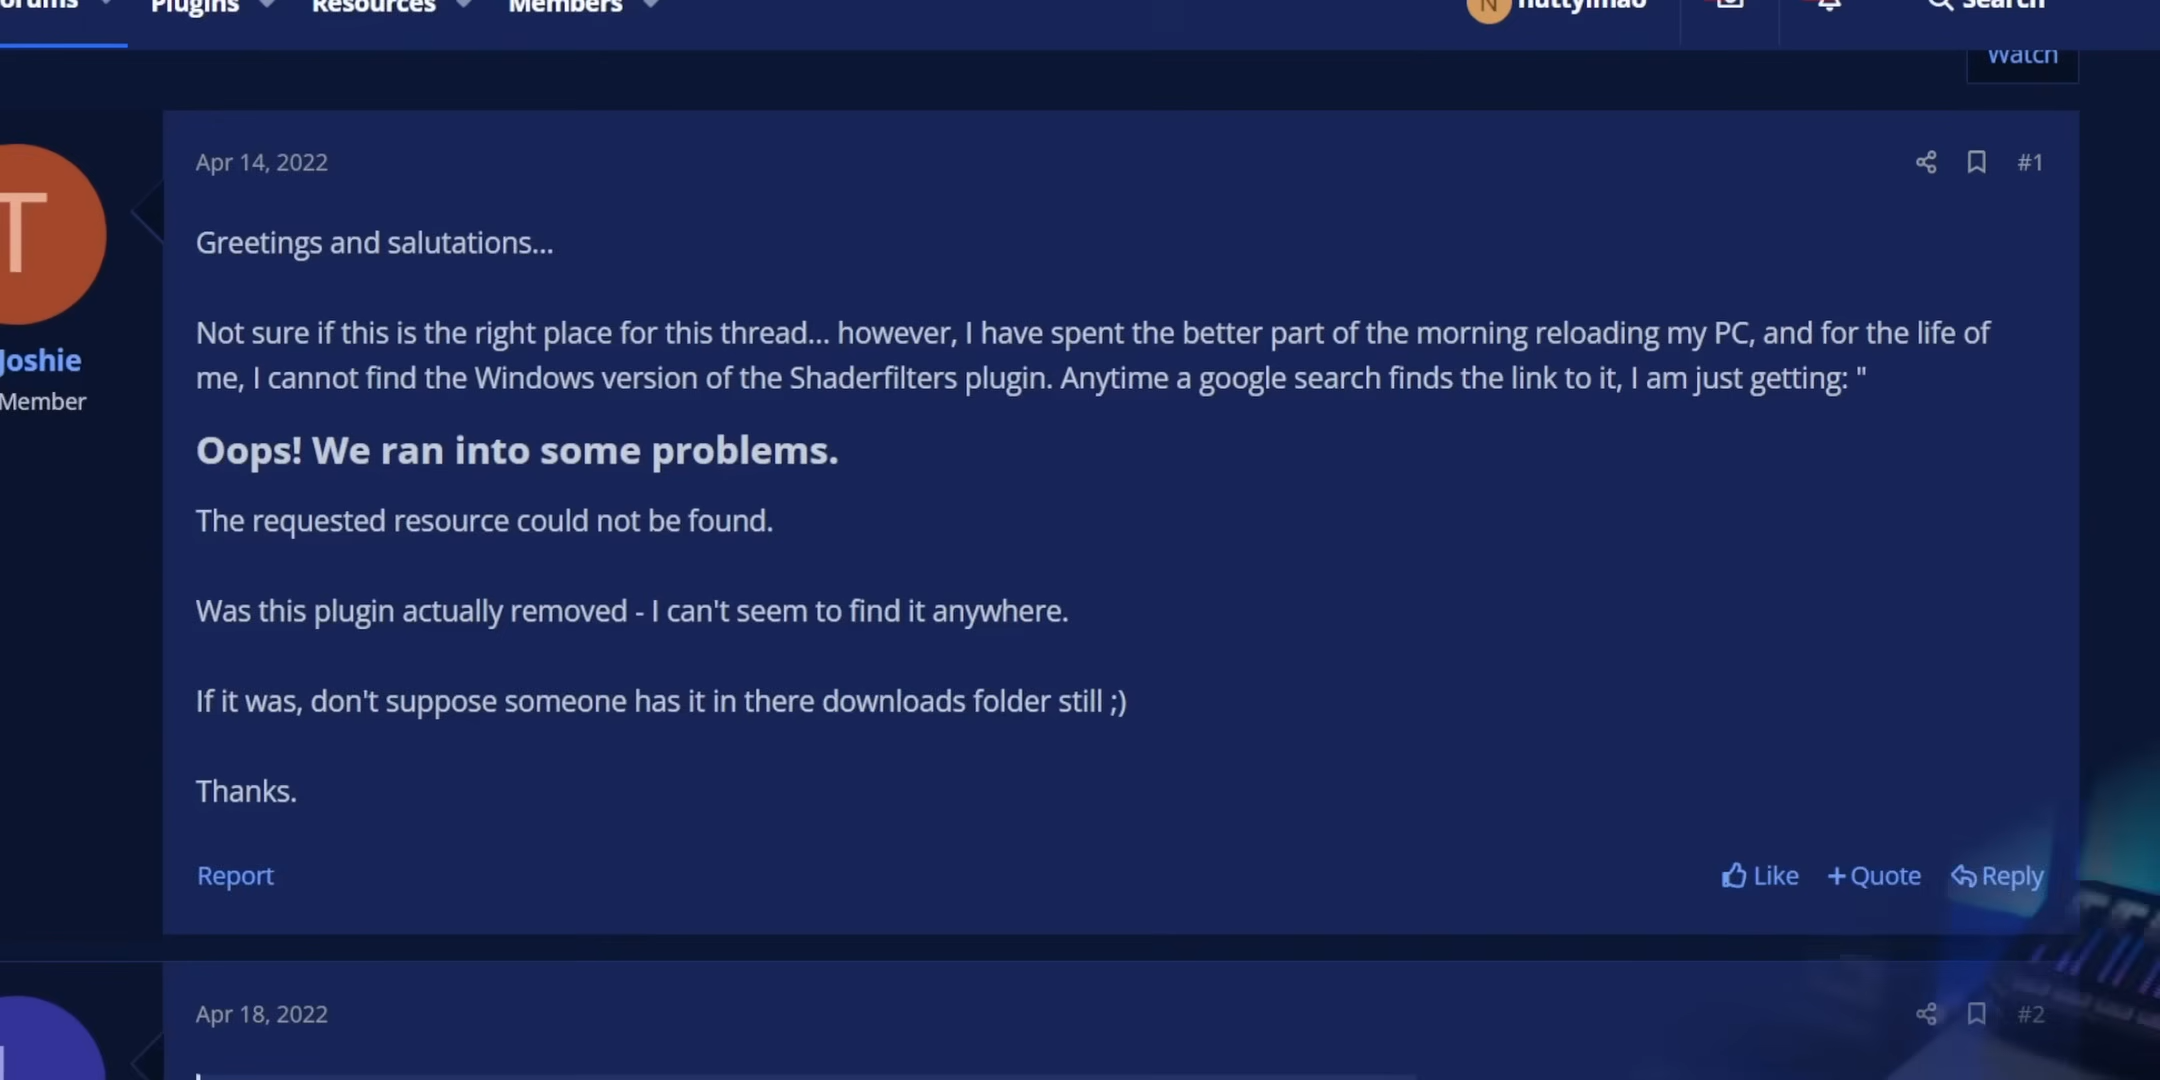 Plugins
Resources
Members
N
nuttylmao
Search
Watch
T
Joshie
Member
Apr 14, 2022
#1
Greetings and salutations...
Not sure if this is the right place for this thread... however, I have spent the better part of the morning reloading my PC, and for the life of
me, I cannot find the Windows version of the Shaderfilters plugin. Anytime a google search finds the link to it, I am just getting: "
Oops! We ran into some problems.
The requested resource could not be found.
Was this plugin actually removed - I can't seem to find it anywhere.
If it was, don't suppose someone has it in there downloads folder still ;)
Thanks.
Report
Like
+Quote
Reply
Apr 18, 2022
#2